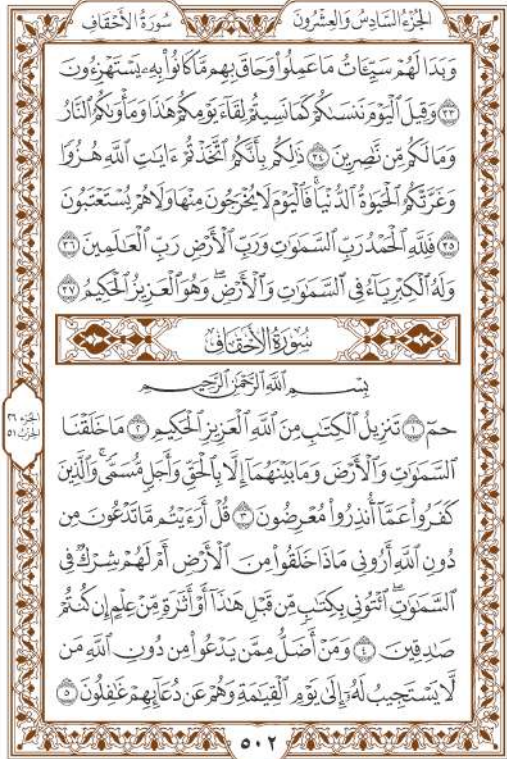 الجزء السادس والعشرون
سورة الأحقاف
وَبَدَا لَهُمْ سَيِّـَٔاتُ مَا عَمِلُوا۟ وَحَاقَ بِهِم مَّا كَانُوا۟ بِهِۦ يَسْتَهْزِءُونَ
٣٣ وَقِيلَ ٱلْيَوْمَ نَنسَىٰكُمْ كَمَا نَسِيتُمْ لِقَآءَ يَوْمِكُمْ هَٰذَا وَمَأْوَىٰكُمُ ٱلنَّارُ
وَمَا لَكُم مِّن نَّٰصِرِينَ ٣٤ ذَٰلِكُم بِأَنَّكُمُ ٱتَّخَذْتُمْ ءَايَٰتِ ٱللَّهِ هُزُوًا
وَغَرَّتْكُمُ ٱلْحَيَوٰةُ ٱلدُّنْيَا ۚ فَٱلْيَوْمَ لَا يُخْرَجُونَ مِنْهَا وَلَا هُمْ يُسْتَعْتَبُونَ
٣٥ فَلِلَّهِ ٱلْحَمْدُ رَبِّ ٱلسَّمَٰوَٰتِ وَرَبِّ ٱلْأَرْضِ رَبِّ ٱلْعَٰلَمِينَ ٣٦
وَلَهُ ٱلْكِبْرِيَآءُ فِى ٱلسَّمَٰوَٰتِ وَٱلْأَرْضِ ۖ وَهُوَ ٱلْعَزِيزُ ٱلْحَكِيمُ ٣٧
سُورَةُ الأَحْقَافِ
بِسْمِ ٱللَّهِ ٱلرَّحْمَٰنِ ٱلرَّحِيمِ
حمٓ ١ تَنزِيلُ ٱلْكِتَٰبِ مِنَ ٱللَّهِ ٱلْعَزِيزِ ٱلْحَكِيمِ ٢ مَا خَلَقْنَا
ٱلسَّمَٰوَٰتِ وَٱلْأَرْضَ وَمَا بَيْنَهُمَآ إِلَّا بِٱلْحَقِّ وَأَجَلٍ مُّسَمًّى ۚ وَٱلَّذِينَ
كَفَرُوا۟ عَمَّآ أُنذِرُوا۟ مُعْرِضُونَ ٣ قُلْ أَرَءَيْتُم مَّا تَدْعُونَ مِن
دُونِ ٱللَّهِ أَرُونِى مَاذَا خَلَقُوا۟ مِنَ ٱلْأَرْضِ أَمْ لَهُمْ شِرْكٌ فِى
ٱلسَّمَٰوَٰتِ ۖ ٱئْتُونِى بِكِتَٰبٍ مِّن قَبْلِ هَٰذَآ أَوْ أَثَٰرَةٍ مِّنْ عِلْمٍ إِن كُنتُمْ
صَٰدِقِينَ ٤ وَمَنْ أَضَلُّ مِمَّن يَدْعُوا۟ مِن دُونِ ٱللَّهِ مَن
لَّا يَسْتَجِيبُ لَهُۥٓ إِلَىٰ يَوْمِ ٱلْقِيَٰمَةِ وَهُمْ عَن دُعَآئِهِمْ غَٰفِلُونَ ٥
الجزء ٢٦
الحزب ٥١
٥٠٢